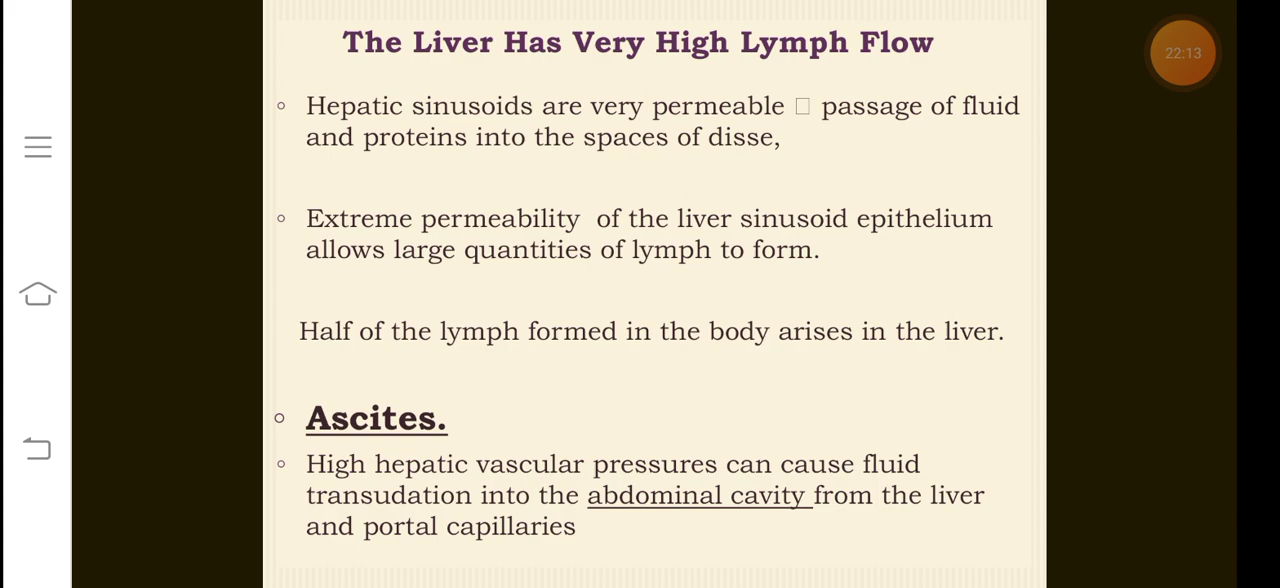 The Liver Has Very High Lymph Flow
22:13
◦ Hepatic sinusoids are very permeable □ passage of fluid
and proteins into the spaces of disse,
◦ Extreme permeability  of the liver sinusoid epithelium
allows large quantities of lymph to form.
Half of the lymph formed in the body arises in the liver.
◦ Ascites.
◦ High hepatic vascular pressures can cause fluid
transudation into the abdominal cavity from the liver
and portal capillaries